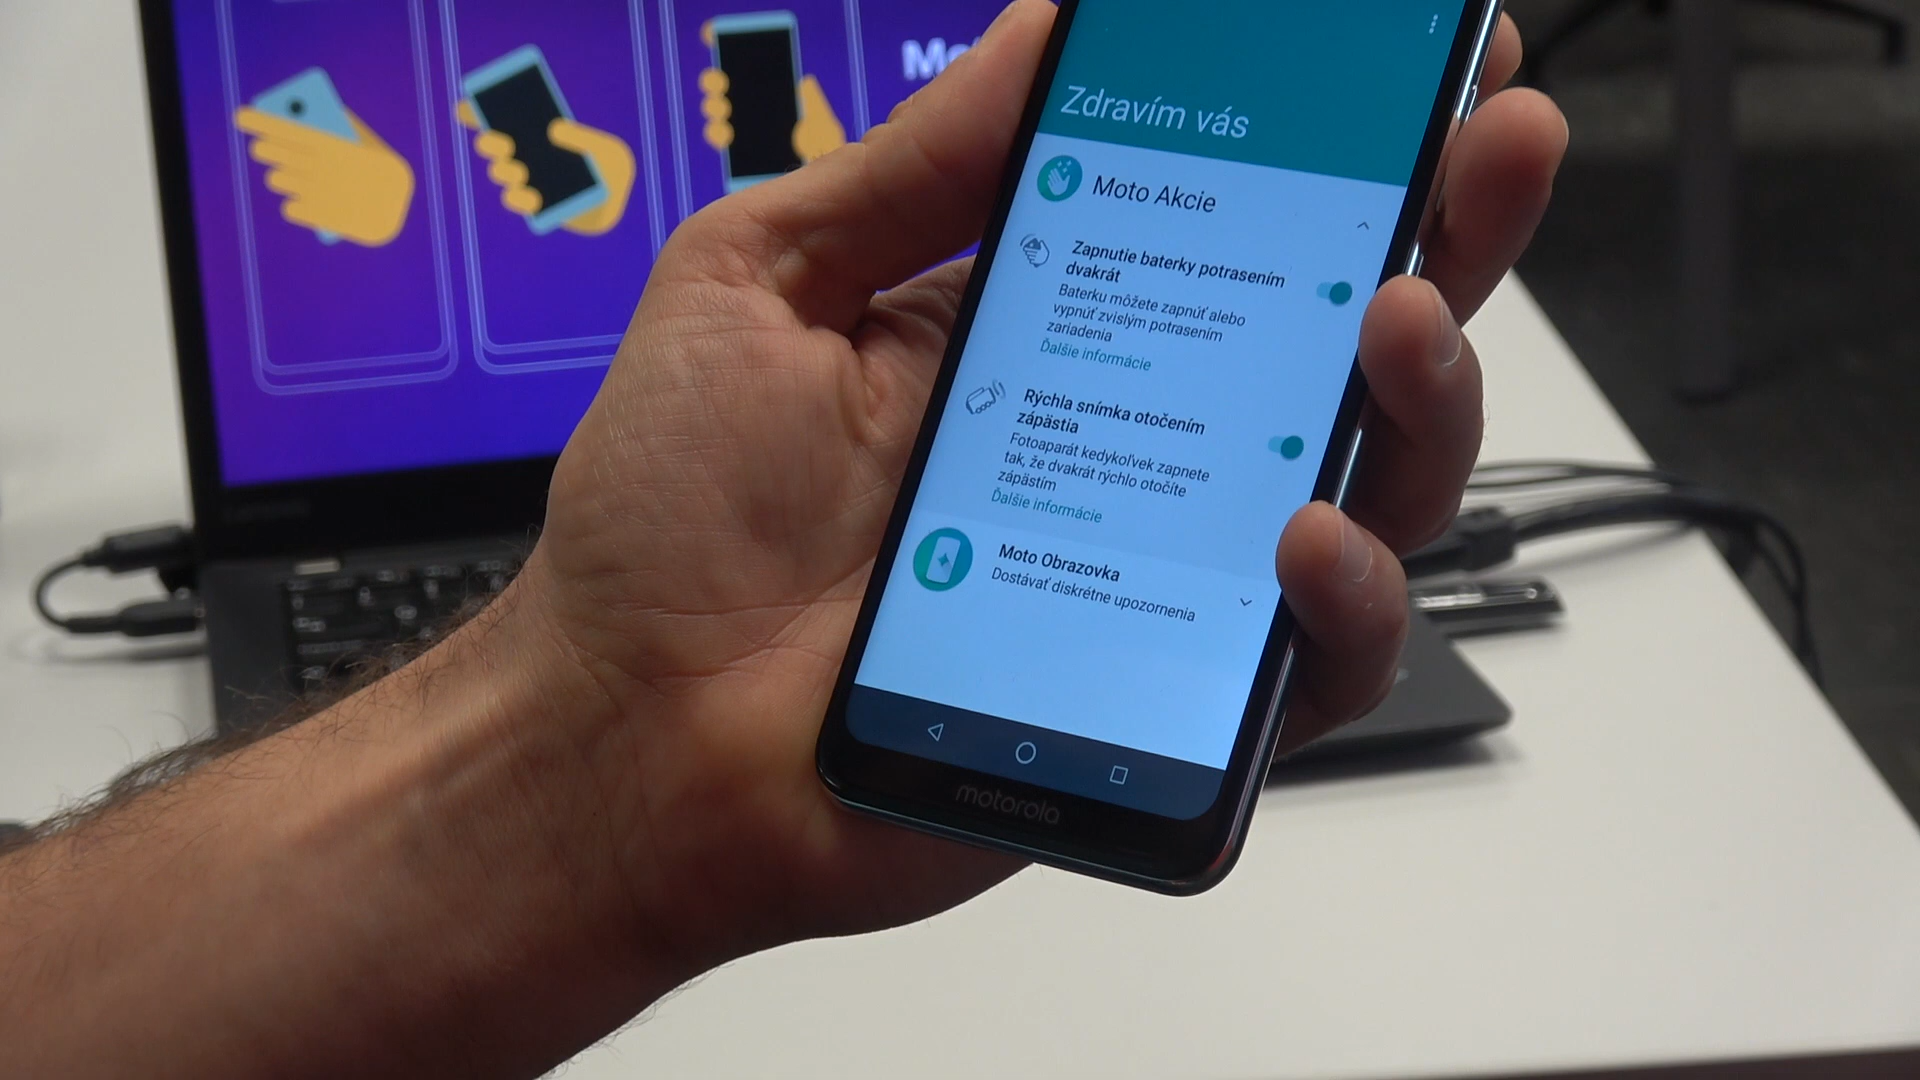 Zdravím vás
Moto Akcie
Zapnutie baterky potrasením
dvakrát
Baterku môžete zapnúť alebo
vypnúť zvislým potrasením
zariadenia
Ďalšie informácie
Rýchla snímka otočením
zápästia
Fotoaparát kedykoľvek zapnete
tak, že dvakrát rýchlo otočíte
zápästím
Ďalšie informácie
Moto Obrazovka
Dostávať diskrétne upozornenia
motorola